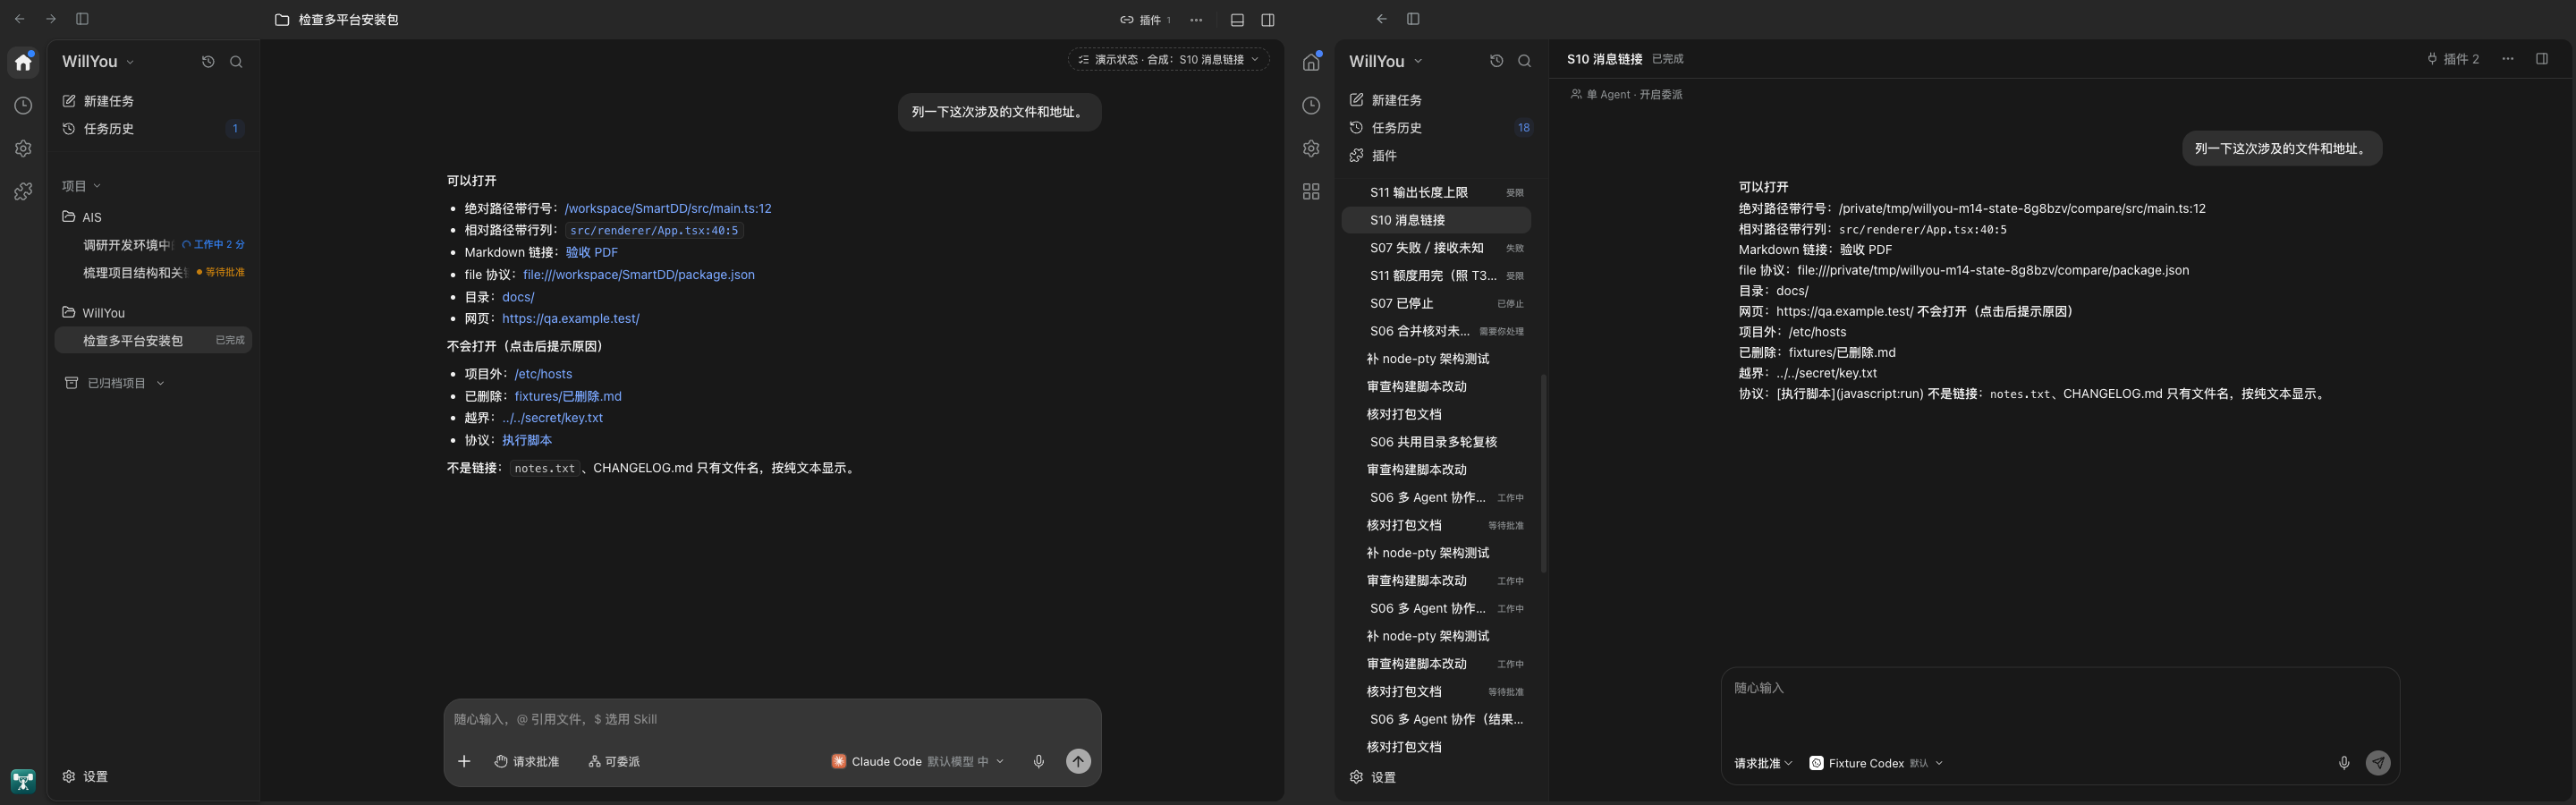 检查多平台安装包
插件 1
WillYou
新建任务
任务历史 1
项目
AIS
调研开发环境中 工作中 2 分
梳理项目结构和关 等待批准
WillYou
检查多平台安装包 已完成
已归档项目
设置
演示状态 · 合成：S10 消息链接
列一下这次涉及的文件和地址。
可以打开
• 绝对路径带行号：/workspace/SmartDD/src/main.ts:12
• 相对路径带行列：src/renderer/App.tsx:40:5
• Markdown 链接：验收 PDF
• file 协议：file:///workspace/SmartDD/package.json
• 目录：docs/
• 网页：https://qa.example.test/
不会打开（点击后提示原因）
• 项目外：/etc/hosts
• 已删除：fixtures/已删除.md
• 越界：../../secret/key.txt
• 协议：执行脚本
不是链接：notes.txt、CHANGELOG.md 只有文件名，按纯文本显示。
随心输入，@ 引用文件，$ 选用 Skill
请求批准 可委派 Claude Code 默认模型 中
WillYou
新建任务
任务历史 18
插件
S11 输出长度上限 受限
S10 消息链接
S07 失败 / 接收未知 失败
S11 额度用完（照 T3... 受限
S07 已停止 已停止
S06 合并核对未... 需要你处理
补 node-pty 架构测试
审查构建脚本改动
核对打包文档
S06 共用目录多轮复核
审查构建脚本改动
S06 多 Agent 协作... 工作中
核对打包文档 等待批准
补 node-pty 架构测试
审查构建脚本改动 工作中
S06 多 Agent 协作... 工作中
补 node-pty 架构测试
审查构建脚本改动 工作中
核对打包文档 等待批准
S06 多 Agent 协作（结果...
核对打包文档
设置
S10 消息链接 已完成
插件 2
单 Agent · 开启委派
列一下这次涉及的文件和地址。
可以打开
绝对路径带行号：/private/tmp/willyou-m14-state-8g8bzv/compare/src/main.ts:12
相对路径带行列：src/renderer/App.tsx:40:5
Markdown 链接：验收 PDF
file 协议：file:///private/tmp/willyou-m14-state-8g8bzv/compare/package.json
目录：docs/
网页：https://qa.example.test/ 不会打开（点击后提示原因）
项目外：/etc/hosts
已删除：fixtures/已删除.md
越界：../../secret/key.txt
协议：[执行脚本](javascript:run) 不是链接：notes.txt、CHANGELOG.md 只有文件名，按纯文本显示。
随心输入
请求批准 Fixture Codex 默认